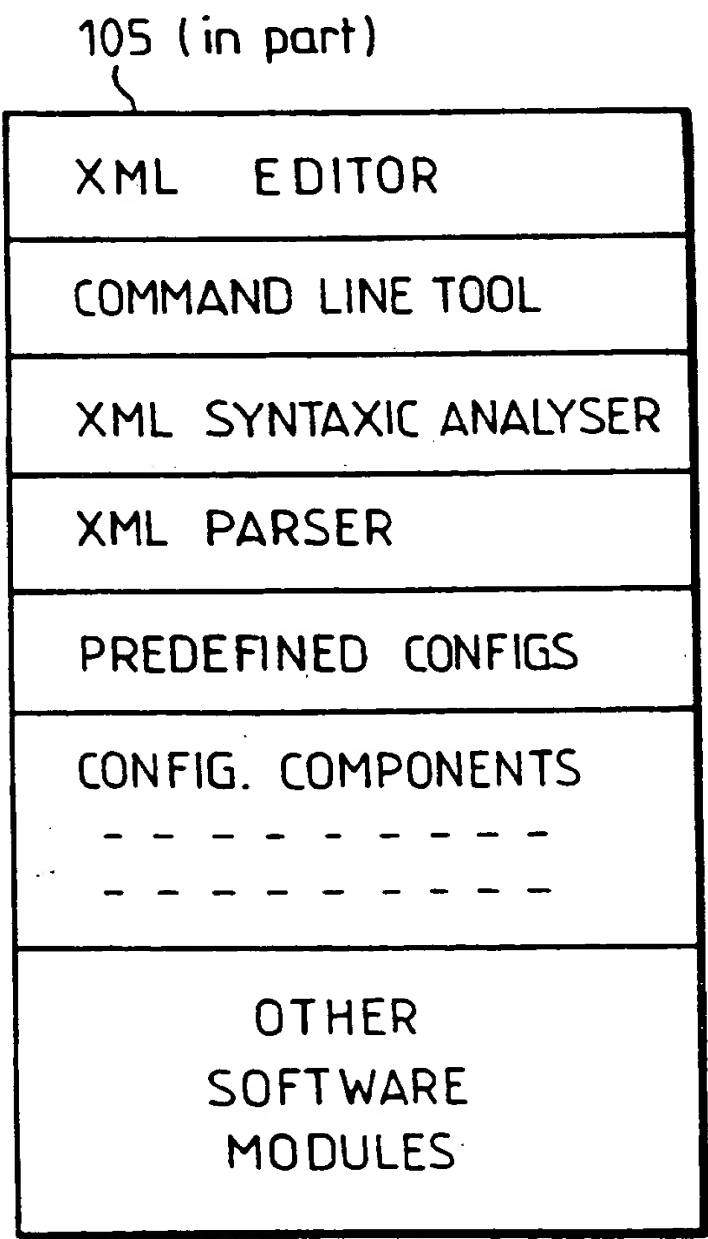 105 (in part)
XML EDITOR
COMMAND LINE TOOL
XML SYNTAXIC ANALYSER
XML PARSER
PREDEFINED CONFIGS
CONFIG. COMPONENTS
OTHER
SOFTWARE
MODULES